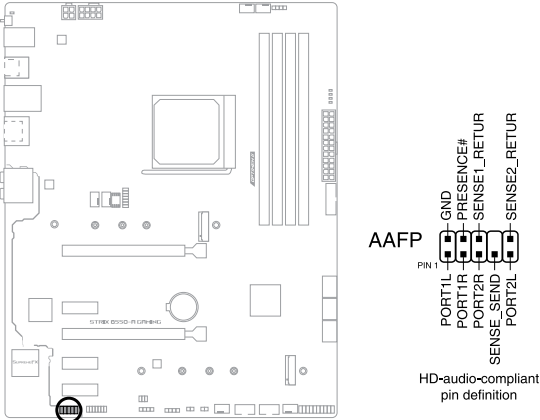 AAFP
PIN 1
GND
PRESENCE#
SENSE1_RETUR
SENSE2_RETUR
PORT1L
PORT1R
PORT2R
SENSE_SEND
PORT2L
HD-audio-compliant
pin definition
STRIX B550-A GAMING